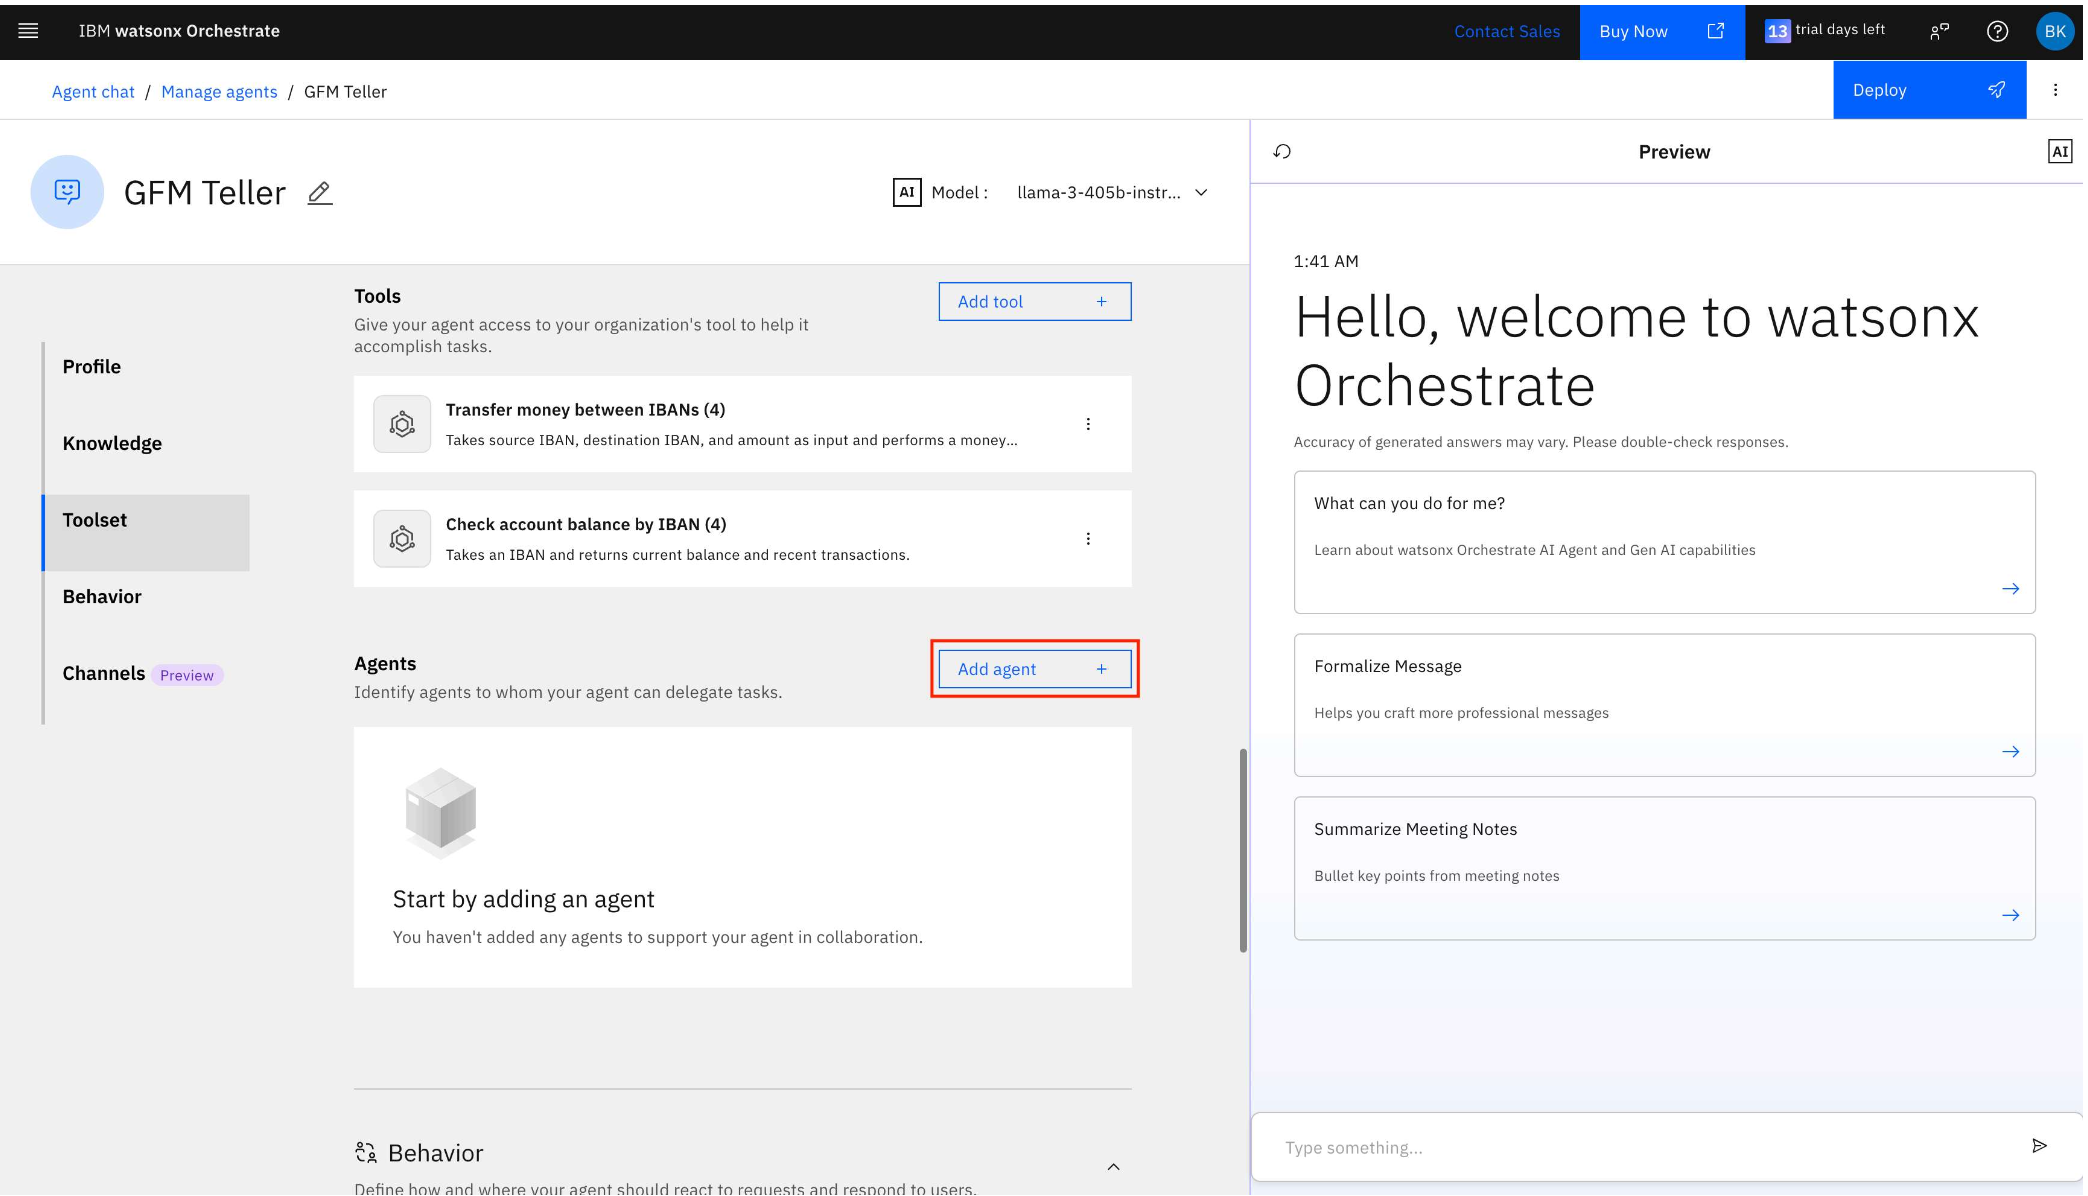 IBM watsonx Orchestrate
Contact Sales
Buy Now
13 trial days left
BK
Agent chat / Manage agents / GFM Teller
Deploy
GFM Teller
AI Model : llama-3-405b-instr...
Profile
Knowledge
Toolset
Behavior
Channels Preview
Tools
Add tool +
Give your agent access to your organization's tool to help it
accomplish tasks.
Transfer money between IBANs (4)
Takes source IBAN, destination IBAN, and amount as input and performs a money...
Check account balance by IBAN (4)
Takes an IBAN and returns current balance and recent transactions.
Agents
Add agent +
Identify agents to whom your agent can delegate tasks.
Start by adding an agent
You haven't added any agents to support your agent in collaboration.
Behavior
Define how and where your agent should react to requests and respond to users.
Preview
AI
1:41 AM
Hello, welcome to watsonx
Orchestrate
Accuracy of generated answers may vary. Please double-check responses.
What can you do for me?
Learn about watsonx Orchestrate AI Agent and Gen AI capabilities
Formalize Message
Helps you craft more professional messages
Summarize Meeting Notes
Bullet key points from meeting notes
Type something...